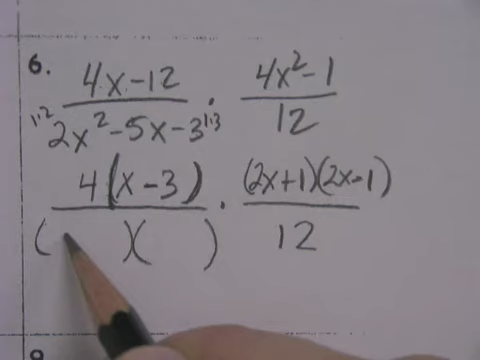 6. (4x-12)/(2x²-5x-3) · (4x²-1)/12
1·2 1·3
4(x-3)/( )( ) · (2x+1)(2x-1)/12